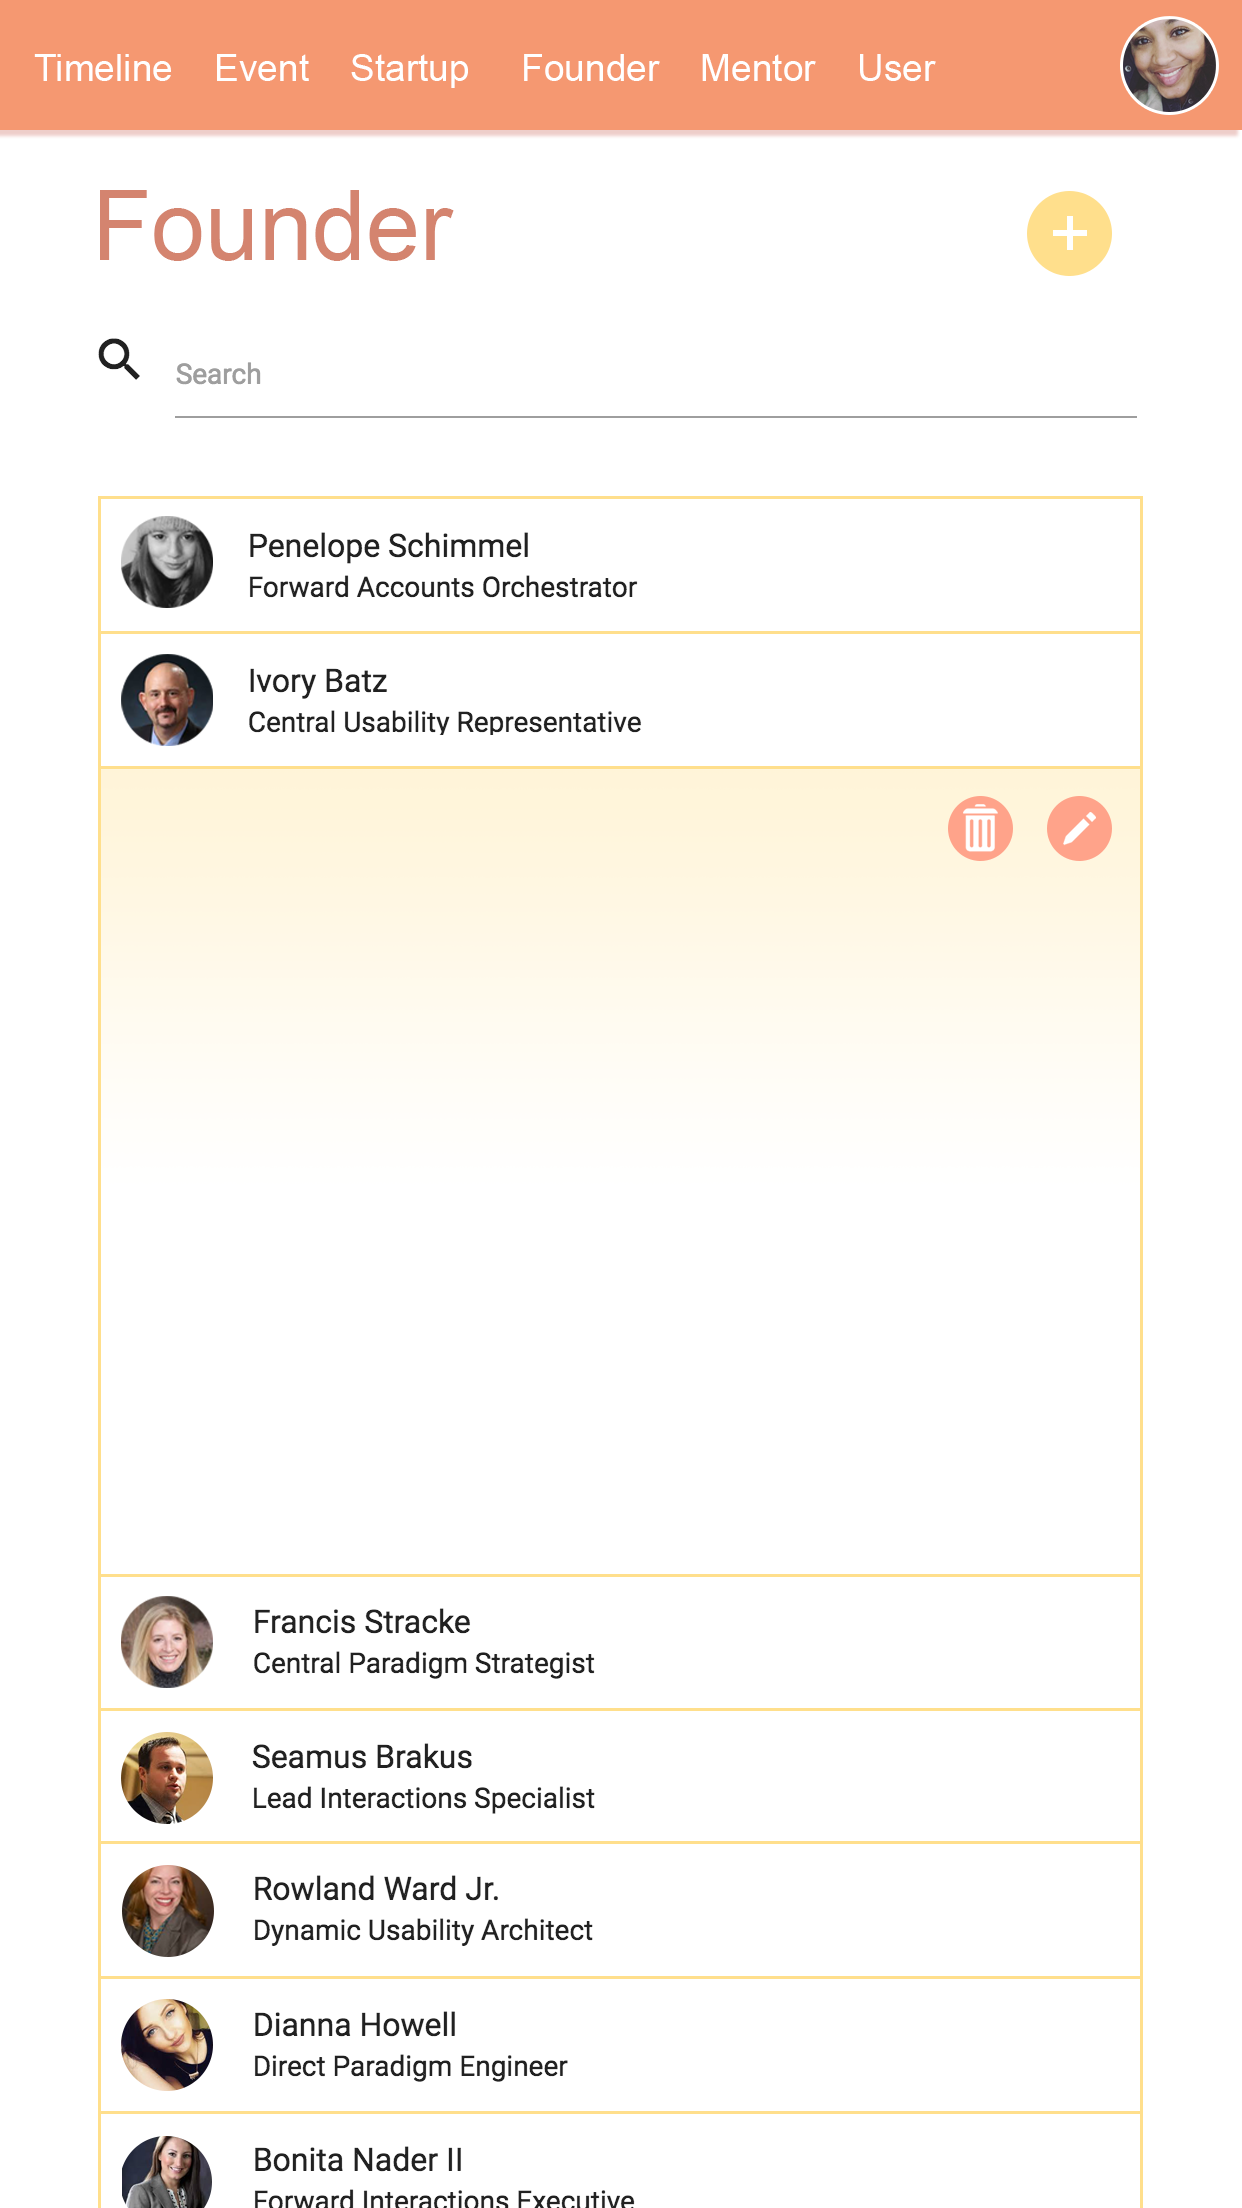 Timeline Event Startup Founder Mentor User
Founder
Search
Penelope Schimmel
Forward Accounts Orchestrator
Ivory Batz
Central Usability Representative
Francis Stracke
Central Paradigm Strategist
Seamus Brakus
Lead Interactions Specialist
Rowland Ward Jr.
Dynamic Usability Architect
Dianna Howell
Direct Paradigm Engineer
Bonita Nader II
Forward Interactions Executive